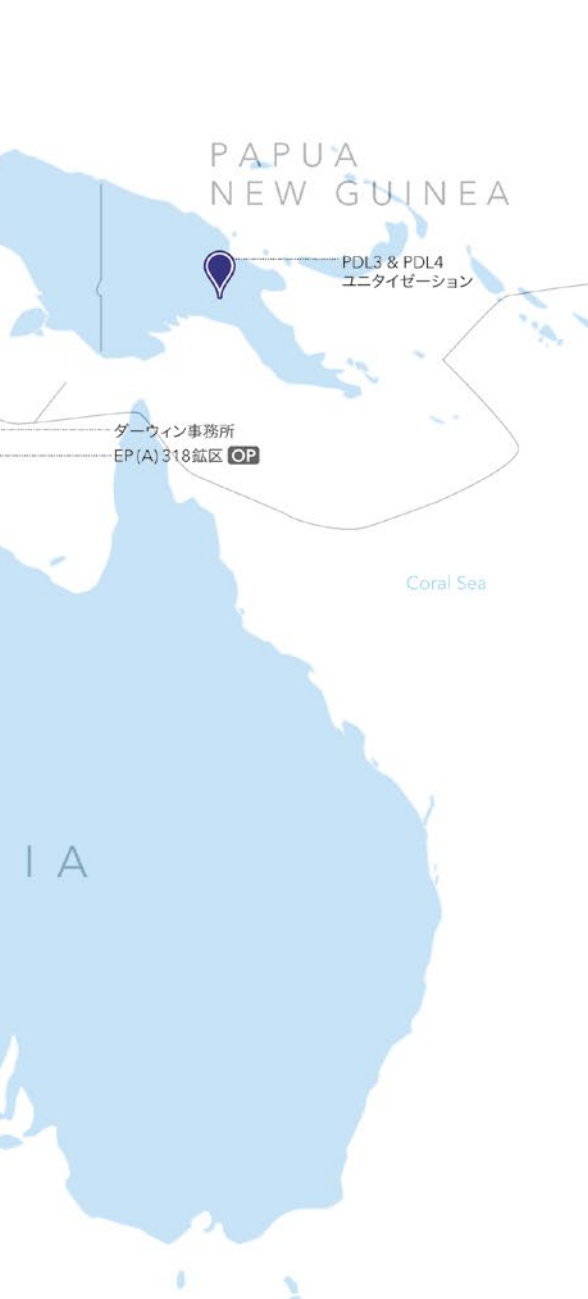 PAPUA
NEW GUINEA
PDL3 & PDL4
ユニタイゼーション
ダーウィン事務所
EP(A)318鉱区 OP
Coral Sea
IA